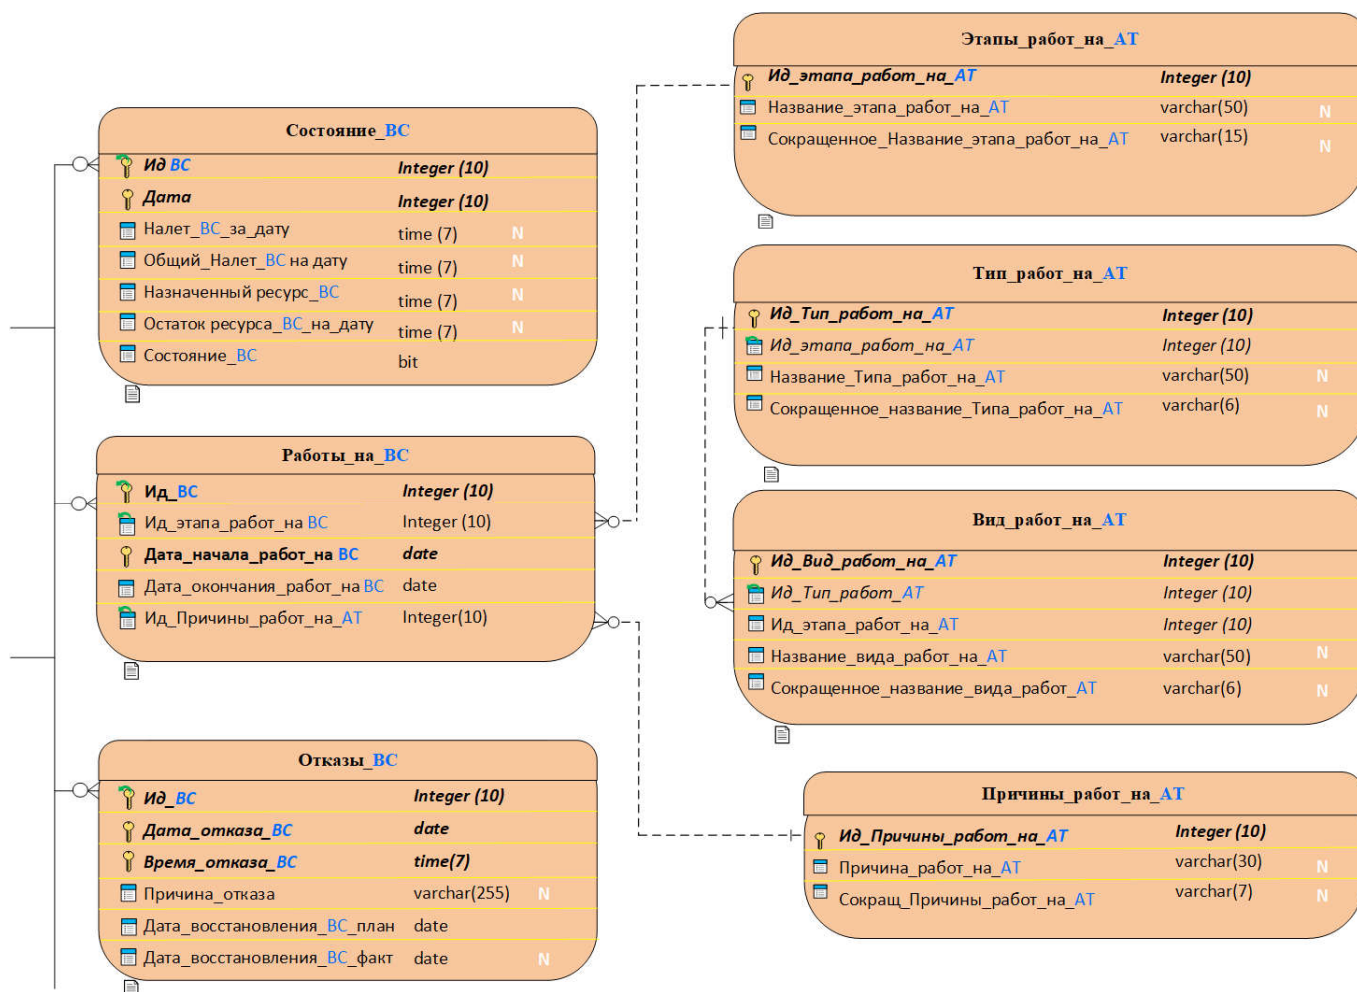 Состояние_ВС
Ид ВС Integer (10)
Дата Integer (10)
Налет_ВС_за_дату time (7) N
Общий_Налет_ВС на дату time (7) N
Назначенный ресурс_ВС time (7) N
Остаток ресурса_ВС_на_дату time (7) N
Состояние_ВС bit
Работы_на_ВС
Ид_ВС Integer (10)
Ид_этапа_работ_на ВС Integer (10)
Дата_начала_работ_на ВС date
Дата_окончания_работ_на ВС date
Ид_Причины_работ_на_АТ Integer(10)
Отказы_ВС
Ид_ВС Integer (10)
Дата_отказа_ВС date
Время_отказа_ВС time(7)
Причина_отказа varchar(255) N
Дата_восстановления_ВС_план date
Дата_восстановления_ВС_факт date N
Этапы_работ_на_АТ
Ид_этапа_работ_на_АТ Integer (10)
Название_этапа_работ_на_АТ varchar(50) N
Сокращенное_Название_этапа_работ_на_АТ varchar(15) N
Тип_работ_на_АТ
Ид_Тип_работ_на_АТ Integer (10)
Ид_этапа_работ_на_АТ Integer (10)
Название_Типа_работ_на_АТ varchar(50) N
Сокращенное_название_Типа_работ_на_АТ varchar(6) N
Вид_работ_на_АТ
Ид_Вид_работ_на_АТ Integer (10)
Ид_Тип_работ_АТ Integer (10)
Ид_этапа_работ_на_АТ Integer (10)
Название_вида_работ_на_АТ varchar(50) N
Сокращенное_название_вида_работ_АТ varchar(6) N
Причины_работ_на_АТ
Ид_Причины_работ_на_АТ Integer (10)
Причина_работ_на_АТ varchar(30) N
Сокращ_Причины_работ_на_АТ varchar(7) N